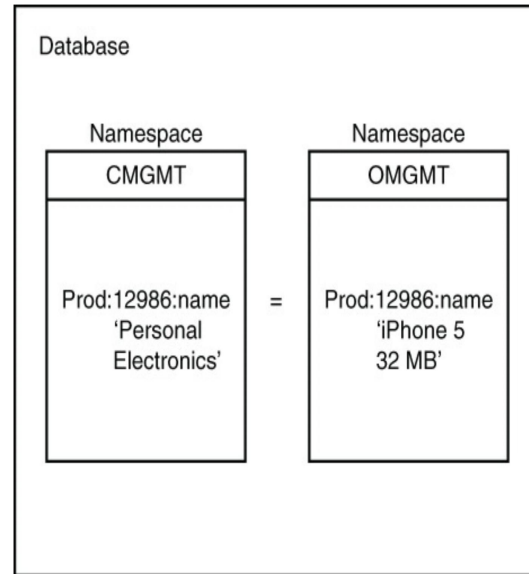 Database
Namespace
CMGMT
Prod:12986:name
‘Personal
Electronics’
=
Namespace
OMGMT
Prod:12986:name
‘iPhone 5
32 MB’